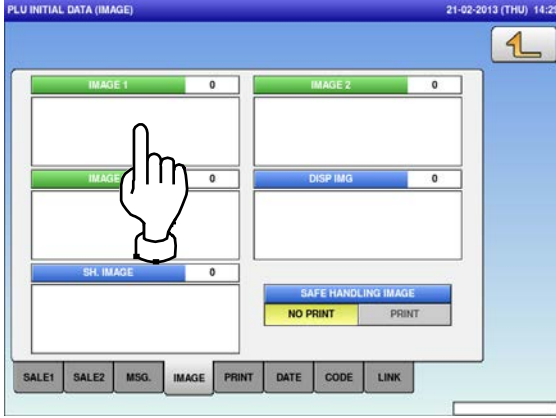 PLU INITIAL DATA (IMAGE) 21-02-2013 (THU) 14:29
IMAGE 1 0 IMAGE 2 0
IMAGE 0 DISP IMG 0
SH. IMAGE 0
SAFE HANDLING IMAGE
NO PRINT PRINT
SALE1 SALE2 MSG. IMAGE PRINT DATE CODE LINK